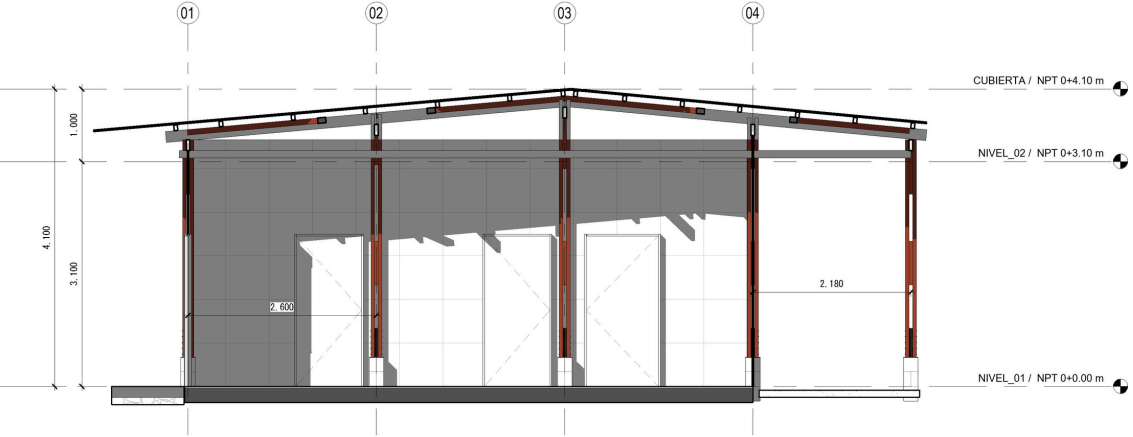 01 02 03 04
CUBIERTA / NPT 0+4.10 m
1.000
NIVEL_02 / NPT 0+3.10 m
4.100
3.100
2.180
2.600
NIVEL_01 / NPT 0+0.00 m